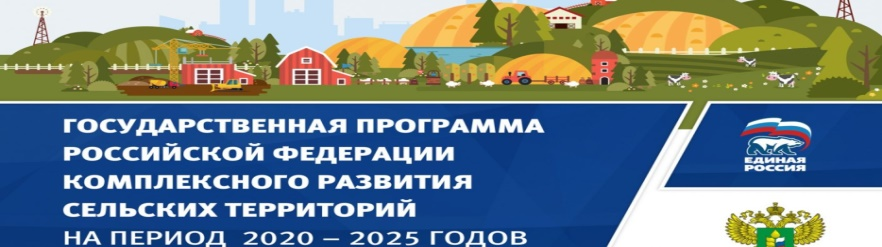 ГОСУДАРСТВЕННАЯ ПРОГРАММА
РОССИЙСКОЙ ФЕДЕРАЦИИ
КОМПЛЕКСНОГО РАЗВИТИЯ
СЕЛЬСКИХ ТЕРРИТОРИЙ
НА ПЕРИОД 2020 – 2025 ГОДОВ
ЕДИНАЯ
РОССИЯ